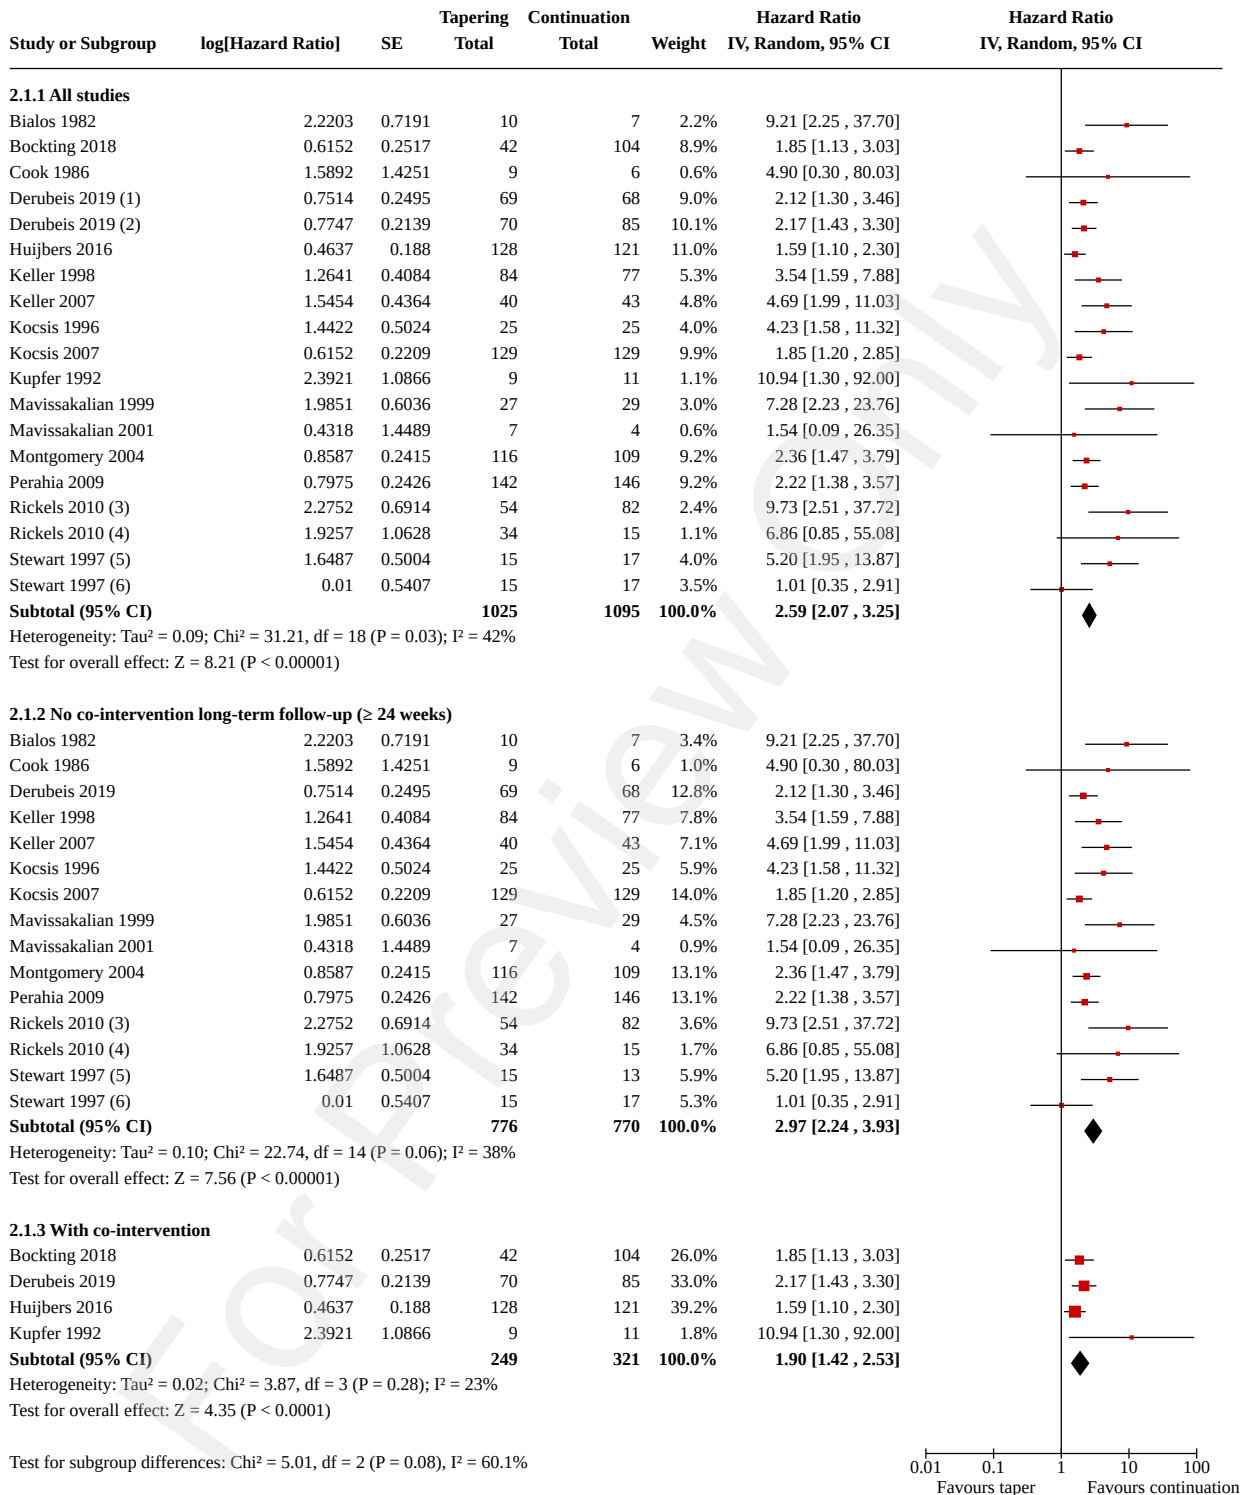 Tapering Continuation Hazard Ratio Hazard Ratio
Study or Subgroup log[Hazard Ratio] SE Total Total Weight IV, Random, 95% CI IV, Random, 95% CI
2.1.1 All studies
Bialos 1982 2.2203 0.7191 10 7 2.2% 9.21 [2.25 , 37.70]
Bockting 2018 0.6152 0.2517 42 104 8.9% 1.85 [1.13 , 3.03]
Cook 1986 1.5892 1.4251 9 6 0.6% 4.90 [0.30 , 80.03]
Derubeis 2019 (1) 0.7514 0.2495 69 68 9.0% 2.12 [1.30 , 3.46]
Derubeis 2019 (2) 0.7747 0.2139 70 85 10.1% 2.17 [1.43 , 3.30]
Huijbers 2016 0.4637 0.188 128 121 11.0% 1.59 [1.10 , 2.30]
Keller 1998 1.2641 0.4084 84 77 5.3% 3.54 [1.59 , 7.88]
Keller 2007 1.5454 0.4364 40 43 4.8% 4.69 [1.99 , 11.03]
Kocsis 1996 1.4422 0.5024 25 25 4.0% 4.23 [1.58 , 11.32]
Kocsis 2007 0.6152 0.2209 129 129 9.9% 1.85 [1.20 , 2.85]
Kupfer 1992 2.3921 1.0866 9 11 1.1% 10.94 [1.30 , 92.00]
Mavissakalian 1999 1.9851 0.6036 27 29 3.0% 7.28 [2.23 , 23.76]
Mavissakalian 2001 0.4318 1.4489 7 4 0.6% 1.54 [0.09 , 26.35]
Montgomery 2004 0.8587 0.2415 116 109 9.2% 2.36 [1.47 , 3.79]
Perahia 2009 0.7975 0.2426 142 146 9.2% 2.22 [1.38 , 3.57]
Rickels 2010 (3) 2.2752 0.6914 54 82 2.4% 9.73 [2.51 , 37.72]
Rickels 2010 (4) 1.9257 1.0628 34 15 1.1% 6.86 [0.85 , 55.08]
Stewart 1997 (5) 1.6487 0.5004 15 17 4.0% 5.20 [1.95 , 13.87]
Stewart 1997 (6) 0.01 0.5407 15 17 3.5% 1.01 [0.35 , 2.91]
Subtotal (95% CI) 1025 1095 100.0% 2.59 [2.07 , 3.25]
Heterogeneity: Tau² = 0.09; Chi² = 31.21, df = 18 (P = 0.03); I² = 42%
Test for overall effect: Z = 8.21 (P < 0.00001)
2.1.2 No co-intervention long-term follow-up (≥ 24 weeks)
Bialos 1982 2.2203 0.7191 10 7 3.4% 9.21 [2.25 , 37.70]
Cook 1986 1.5892 1.4251 9 6 1.0% 4.90 [0.30 , 80.03]
Derubeis 2019 0.7514 0.2495 69 68 12.8% 2.12 [1.30 , 3.46]
Keller 1998 1.2641 0.4084 84 77 7.8% 3.54 [1.59 , 7.88]
Keller 2007 1.5454 0.4364 40 43 7.1% 4.69 [1.99 , 11.03]
Kocsis 1996 1.4422 0.5024 25 25 5.9% 4.23 [1.58 , 11.32]
Kocsis 2007 0.6152 0.2209 129 129 14.0% 1.85 [1.20 , 2.85]
Mavissakalian 1999 1.9851 0.6036 27 29 4.5% 7.28 [2.23 , 23.76]
Mavissakalian 2001 0.4318 1.4489 7 4 0.9% 1.54 [0.09 , 26.35]
Montgomery 2004 0.8587 0.2415 116 109 13.1% 2.36 [1.47 , 3.79]
Perahia 2009 0.7975 0.2426 142 146 13.1% 2.22 [1.38 , 3.57]
Rickels 2010 (3) 2.2752 0.6914 54 82 3.6% 9.73 [2.51 , 37.72]
Rickels 2010 (4) 1.9257 1.0628 34 15 1.7% 6.86 [0.85 , 55.08]
Stewart 1997 (5) 1.6487 0.5004 15 13 5.9% 5.20 [1.95 , 13.87]
Stewart 1997 (6) 0.01 0.5407 15 17 5.3% 1.01 [0.35 , 2.91]
Subtotal (95% CI) 776 770 100.0% 2.97 [2.24 , 3.93]
Heterogeneity: Tau² = 0.10; Chi² = 22.74, df = 14 (P = 0.06); I² = 38%
Test for overall effect: Z = 7.56 (P < 0.00001)
2.1.3 With co-intervention
Bockting 2018 0.6152 0.2517 42 104 26.0% 1.85 [1.13 , 3.03]
Derubeis 2019 0.7747 0.2139 70 85 33.0% 2.17 [1.43 , 3.30]
Huijbers 2016 0.4637 0.188 128 121 39.2% 1.59 [1.10 , 2.30]
Kupfer 1992 2.3921 1.0866 9 11 1.8% 10.94 [1.30 , 92.00]
Subtotal (95% CI) 249 321 100.0% 1.90 [1.42 , 2.53]
Heterogeneity: Tau² = 0.02; Chi² = 3.87, df = 3 (P = 0.28); I² = 23%
Test for overall effect: Z = 4.35 (P < 0.0001)
Test for subgroup differences: Chi² = 5.01, df = 2 (P = 0.08), I² = 60.1%
0.01 0.1 1 10 100
Favours taper Favours continuation
For Preview Only